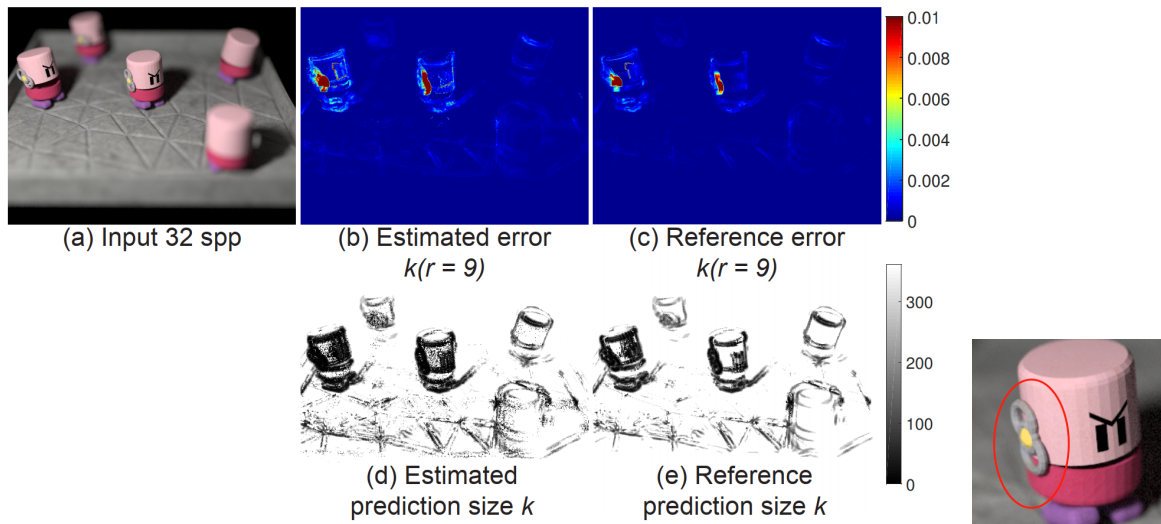 0.01
0.008
0.006
0.004
0.002
0
(a) Input 32 spp
(b) Estimated error
k(r = 9)
(c) Reference error
k(r = 9)
300
200
100
0
(d) Estimated
prediction size k
(e) Reference
prediction size k